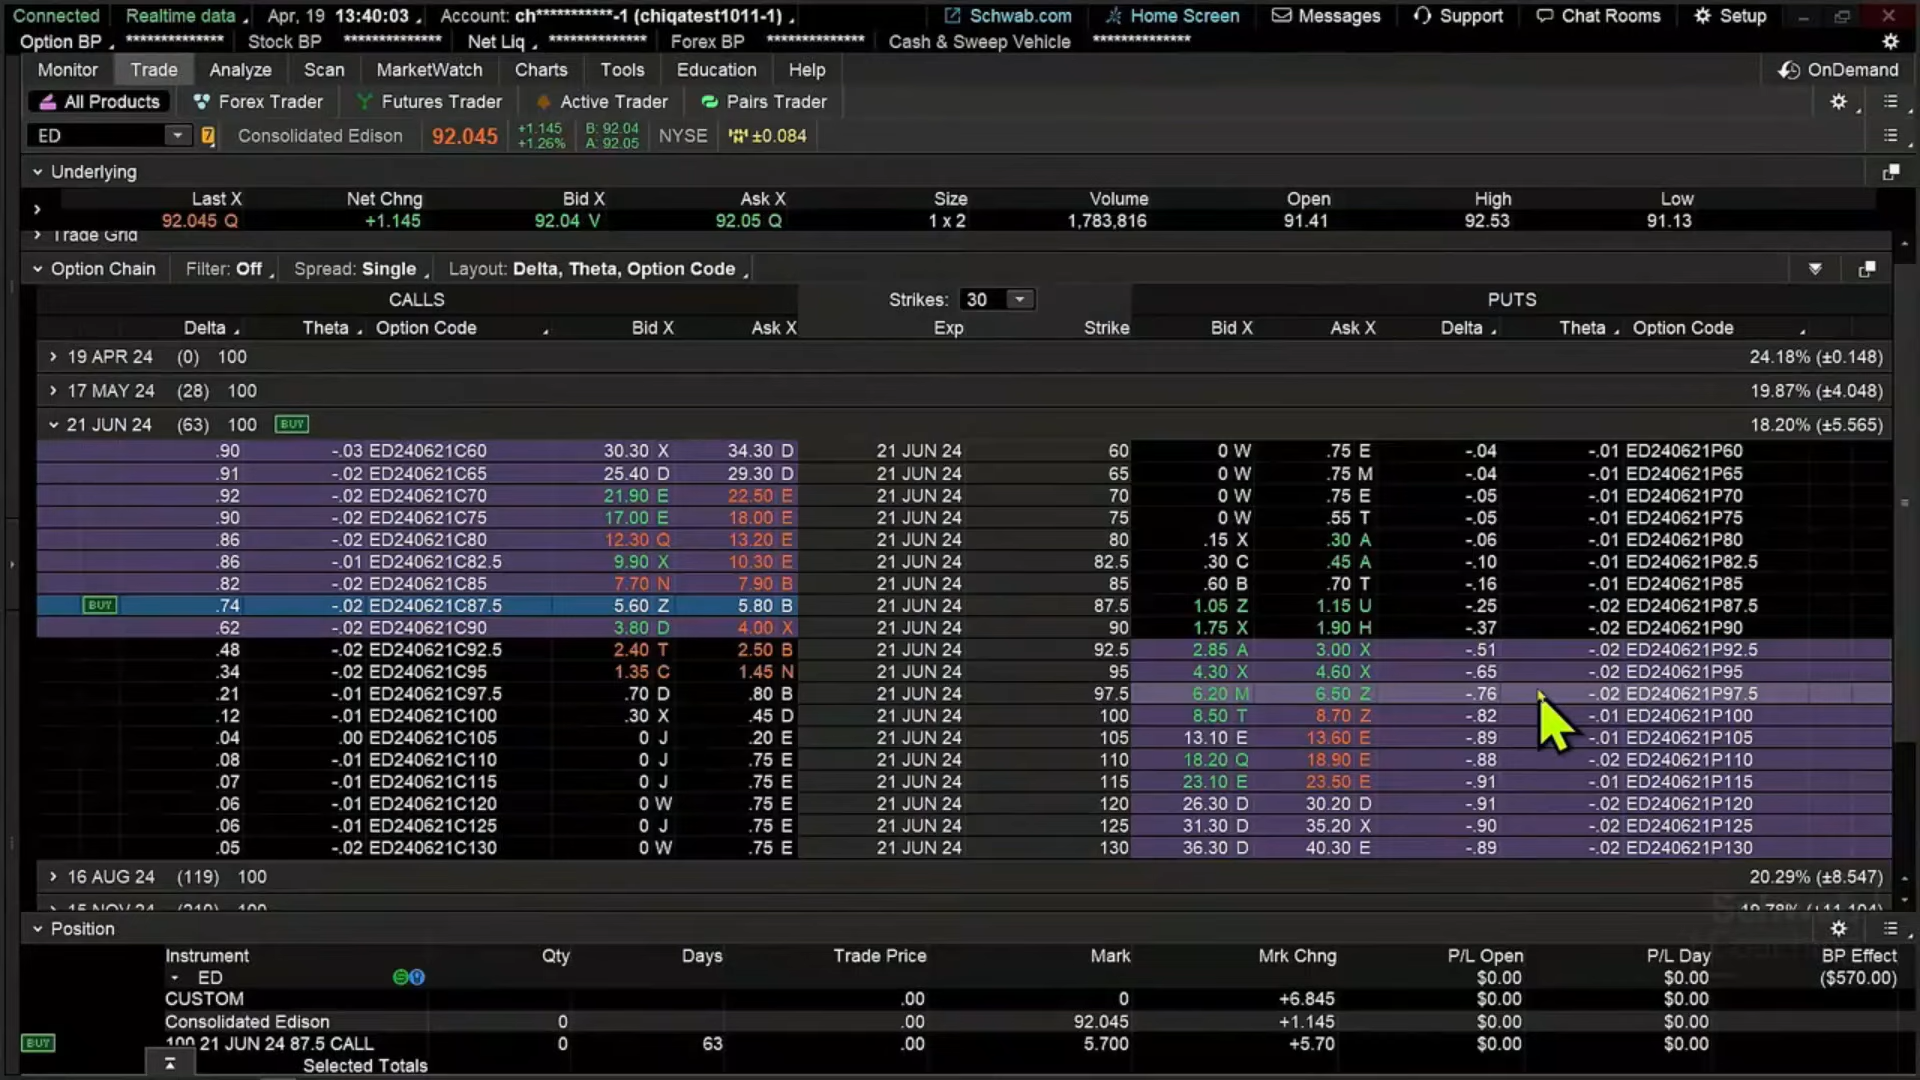 Connected Realtime data Apr, 19 13:40:03 Account: ch***********-1 (chiqatest1011-1) Schwab.com Home Screen Messages Support Chat Rooms Setup
Option BP ************** Stock BP ************** Net Liq ************** Forex BP ************** Cash & Sweep Vehicle **************
Monitor Trade Analyze Scan MarketWatch Charts Tools Education Help OnDemand
All Products Forex Trader Futures Trader Active Trader Pairs Trader
ED 7 Consolidated Edison 92.045 +1.145 +1.26% B: 92.04 A: 92.05 NYSE ±0.084
Underlying
Last X Net Chng Bid X Ask X Size Volume Open High Low
92.045 Q +1.145 92.04 V 92.05 Q 1 x 2 1,783,816 91.41 92.53 91.13
Trade Grid
Option Chain Filter: Off Spread: Single Layout: Delta, Theta, Option Code
CALLS Strikes: 30 PUTS
Delta Theta Option Code Bid X Ask X Exp Strike Bid X Ask X Delta Theta Option Code
19 APR 24 (0) 100 24.18% (±0.148)
17 MAY 24 (28) 100 19.87% (±4.048)
21 JUN 24 (63) 100 BUY 18.20% (±5.565)
.90 -.03 ED240621C60 30.30 X 34.30 D 21 JUN 24 60 0 W .75 E -.04 -.01 ED240621P60
.91 -.02 ED240621C65 25.40 D 29.30 D 21 JUN 24 65 0 W .75 M -.04 -.01 ED240621P65
.92 -.02 ED240621C70 21.90 E 22.50 E 21 JUN 24 70 0 W .75 E -.05 -.01 ED240621P70
.90 -.02 ED240621C75 17.00 E 18.00 E 21 JUN 24 75 0 W .55 T -.05 -.01 ED240621P75
.86 -.02 ED240621C80 12.30 Q 13.20 E 21 JUN 24 80 .15 X .30 A -.06 -.01 ED240621P80
.86 -.01 ED240621C82.5 9.90 X 10.30 E 21 JUN 24 82.5 .30 C .45 A -.10 -.01 ED240621P82.5
.82 -.02 ED240621C85 7.70 N 7.90 B 21 JUN 24 85 .60 B .70 T -.16 -.01 ED240621P85
BUY .74 -.02 ED240621C87.5 5.60 Z 5.80 B 21 JUN 24 87.5 1.05 Z 1.15 U -.25 -.02 ED240621P87.5
.62 -.02 ED240621C90 3.80 D 4.00 X 21 JUN 24 90 1.75 X 1.90 H -.37 -.02 ED240621P90
.48 -.02 ED240621C92.5 2.40 T 2.50 B 21 JUN 24 92.5 2.85 A 3.00 X -.51 -.02 ED240621P92.5
.34 -.02 ED240621C95 1.35 C 1.45 N 21 JUN 24 95 4.30 X 4.60 X -.65 -.02 ED240621P95
.21 -.01 ED240621C97.5 .70 D .80 B 21 JUN 24 97.5 6.20 M 6.50 Z -.76 -.02 ED240621P97.5
.12 -.01 ED240621C100 .30 X .45 D 21 JUN 24 100 8.50 T 8.70 Z -.82 -.01 ED240621P100
.04 .00 ED240621C105 0 J .20 E 21 JUN 24 105 13.10 E 13.60 E -.89 -.01 ED240621P105
.08 -.01 ED240621C110 0 J .75 E 21 JUN 24 110 18.20 Q 18.90 E -.88 -.01 ED240621P110
.07 -.01 ED240621C115 0 J .75 E 21 JUN 24 115 23.10 E 23.50 E -.91 -.01 ED240621P115
.06 -.01 ED240621C120 0 W .75 E 21 JUN 24 120 26.30 D 30.20 D -.91 -.02 ED240621P120
.06 -.01 ED240621C125 0 J .75 E 21 JUN 24 125 31.30 D 35.20 X -.90 -.02 ED240621P125
.05 -.02 ED240621C130 0 W .75 E 21 JUN 24 130 36.30 D 40.30 E -.89 -.02 ED240621P130
16 AUG 24 (119) 100 20.29% (±8.547)
15 NOV 24 (210) 100 19.78% (±11.104)
Position
Instrument Qty Days Trade Price Mark Mrk Chng P/L Open P/L Day BP Effect
ED $0.00 $0.00 ($570.00)
CUSTOM .00 0 +6.845 $0.00 $0.00
Consolidated Edison 0 .00 92.045 +1.145 $0.00 $0.00
BUY 100 21 JUN 24 87.5 CALL 0 63 .00 5.700 +5.70 $0.00 $0.00
Selected Totals